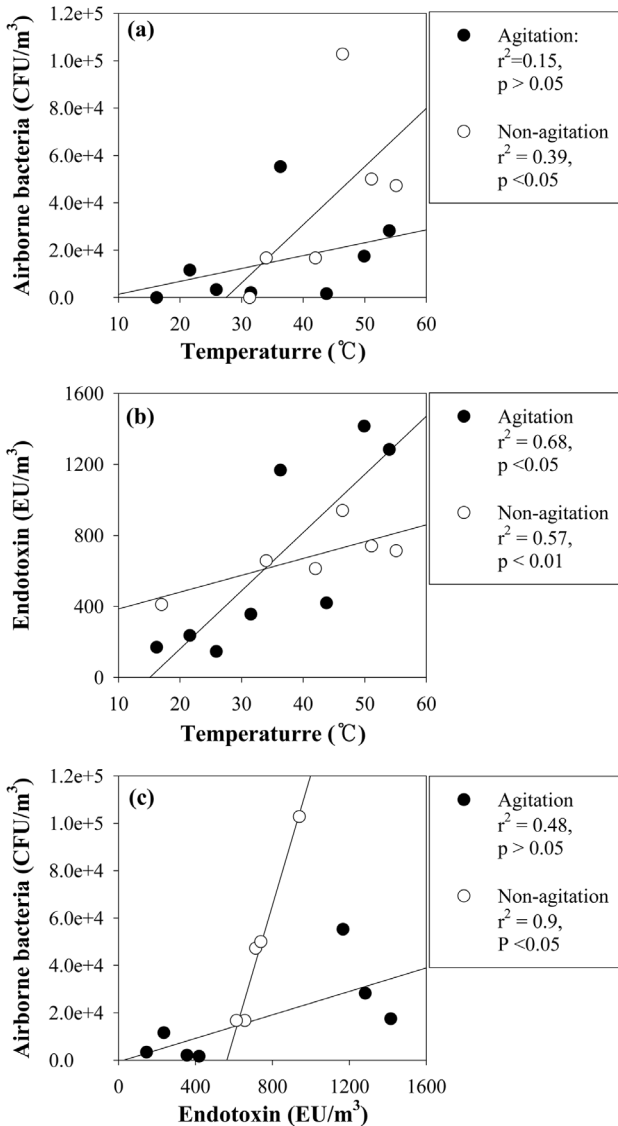 (a)
1.2e+5
1.0e+5
8.0e+4
6.0e+4
4.0e+4
2.0e+4
0.0
Airborne bacteria (CFU/m³)
10 20 30 40 50 60
Temperaturre (℃)
Agitation:
r²=0.15,
p > 0.05
Non-agitation
r² = 0.39,
p <0.05
(b)
1600
1200
800
400
0
Endotoxin (EU/m³)
10 20 30 40 50 60
Temperaturre (℃)
Agitation
r² = 0.68,
p <0.05
Non-agitation
r² = 0.57,
p < 0.01
(c)
1.2e+5
1.0e+5
8.0e+4
6.0e+4
4.0e+4
2.0e+4
0.0
Airborne bacteria (CFU/m³)
0 400 800 1200 1600
Endotoxin (EU/m³)
Agitation
r² = 0.48,
p > 0.05
Non-agitation
r² = 0.9,
P <0.05